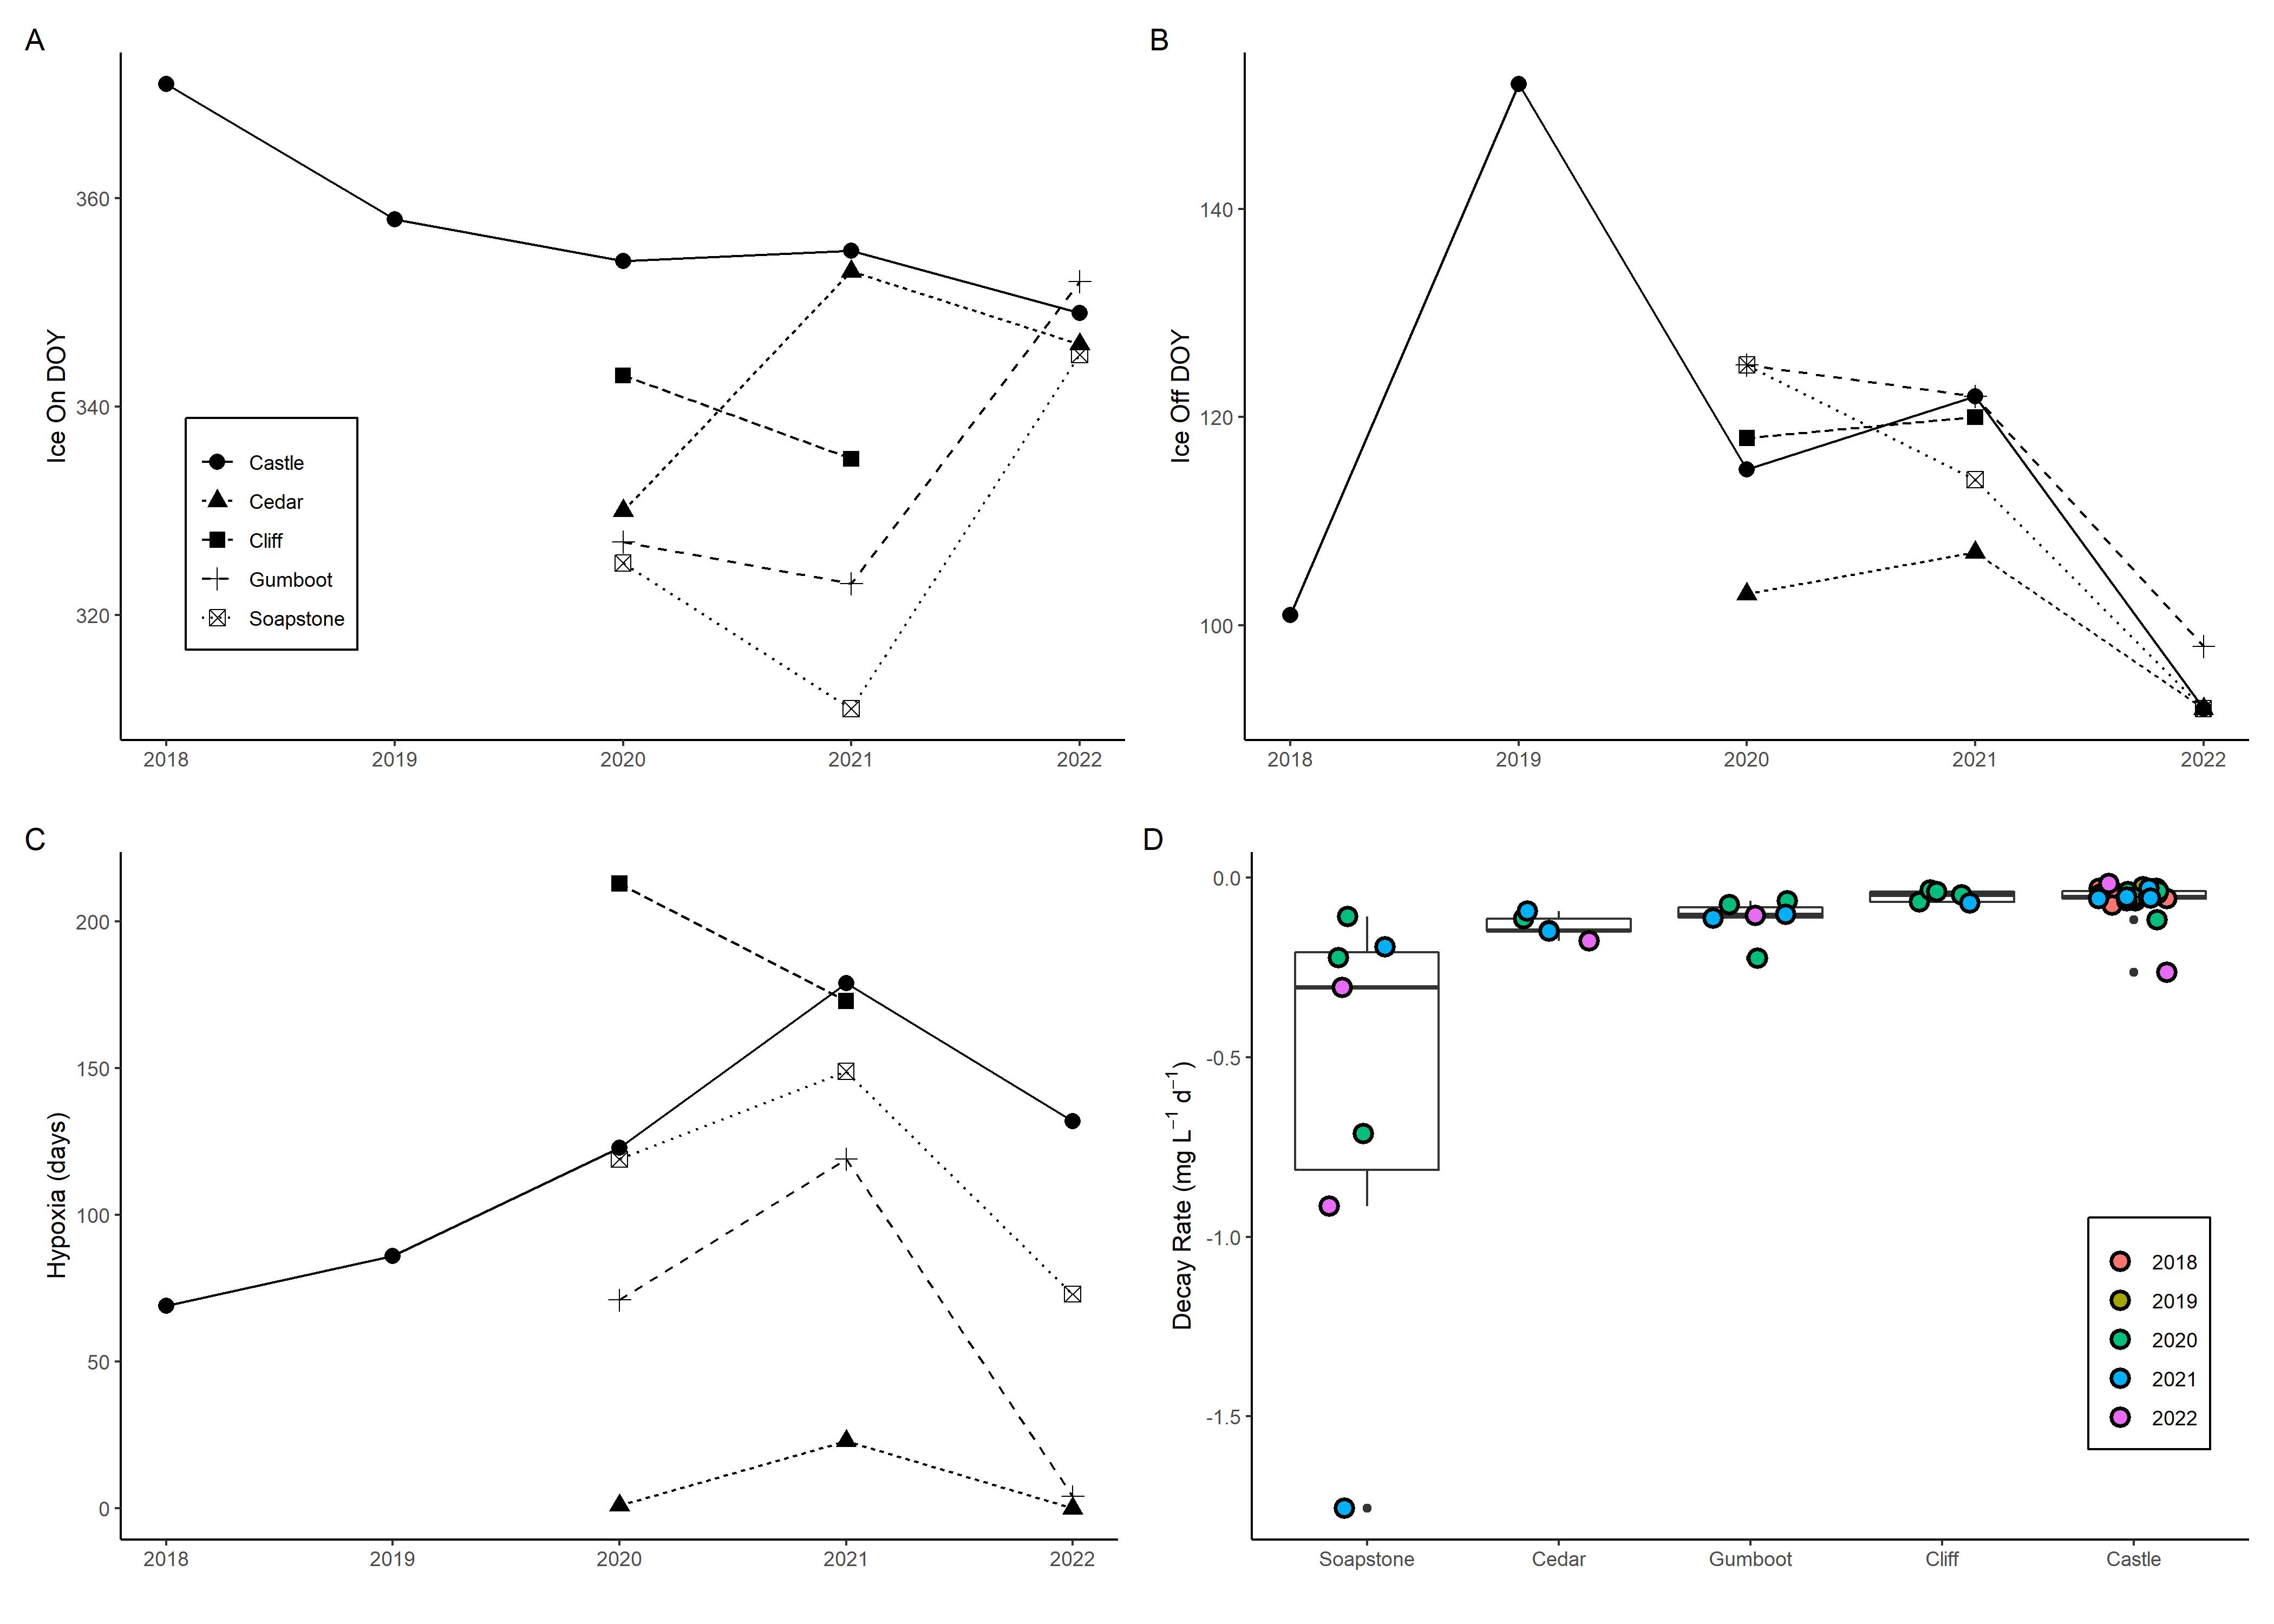 A
Ice On DOY
360
340
320
Castle
Cedar
Cliff
Gumboot
Soapstone
2018 2019 2020 2021 2022
B
Ice Off DOY
140
120
100
2018 2019 2020 2021 2022
C
Hypoxia (days)
200
150
100
50
0
2018 2019 2020 2021 2022
D
Decay Rate (mg L⁻¹ d⁻¹)
0.0
-0.5
-1.0
-1.5
2018
2019
2020
2021
2022
Soapstone Cedar Gumboot Cliff Castle